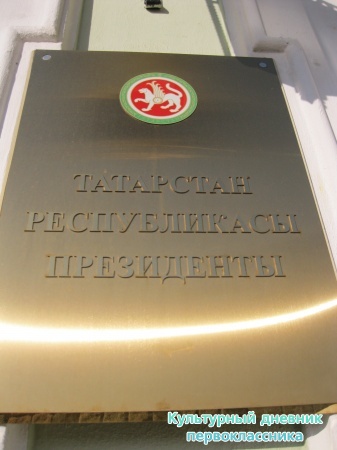 ТАТАРСТАН
РЕСПУБЛИКАСЫ
ПРЕЗИДЕНТЫ
Культурный дневник
первоклассника